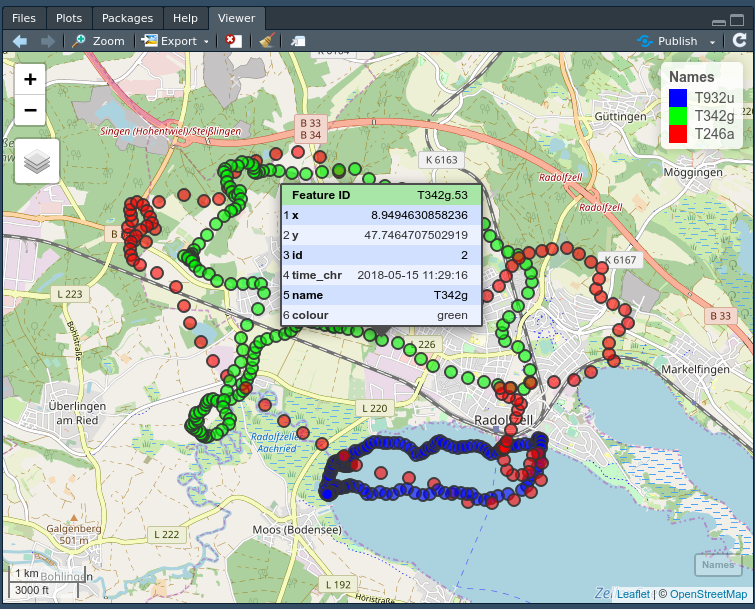 Files Plots Packages Help Viewer
Zoom Export Publish
+
−
Names
T932u
T342g
T246a
B 33
B 34
Singen (Hohentwiel)/Steißlingen
K 6163
Güttingen
Möggingen
Radolfzell
Radolfzell
B
K 6167
L 223
B 33
Bohlstraße
Feature ID T342g.53
1 x 8.9494630858236
2 y 47.7464707502919
3 id 2
4 time_chr 2018-05-15 11:29:16
5 name T342g
6 colour green
L 226
Markelfingen
Überlingen
am Ried
L 220
Radolfzell
Radolfzeller
Aachried
Galgenberg
501 m
L 222
Moos (Bodensee)
Names
1 km
3000 ft
Bohlingen
L 192
Höristraße
Leaflet | © OpenStreetMap